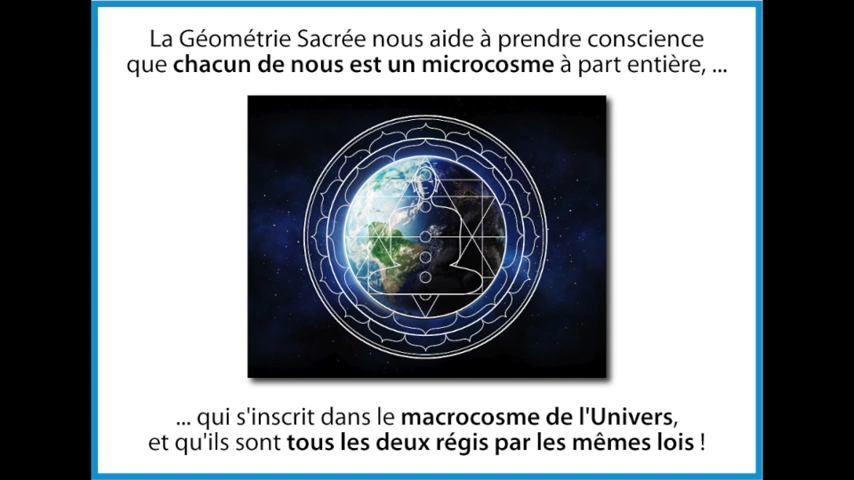 La Géométrie Sacrée nous aide à prendre conscience
que chacun de nous est un microcosme à part entière, ...
... qui s'inscrit dans le macrocosme de l'Univers,
et qu'ils sont tous les deux régis par les mêmes lois !